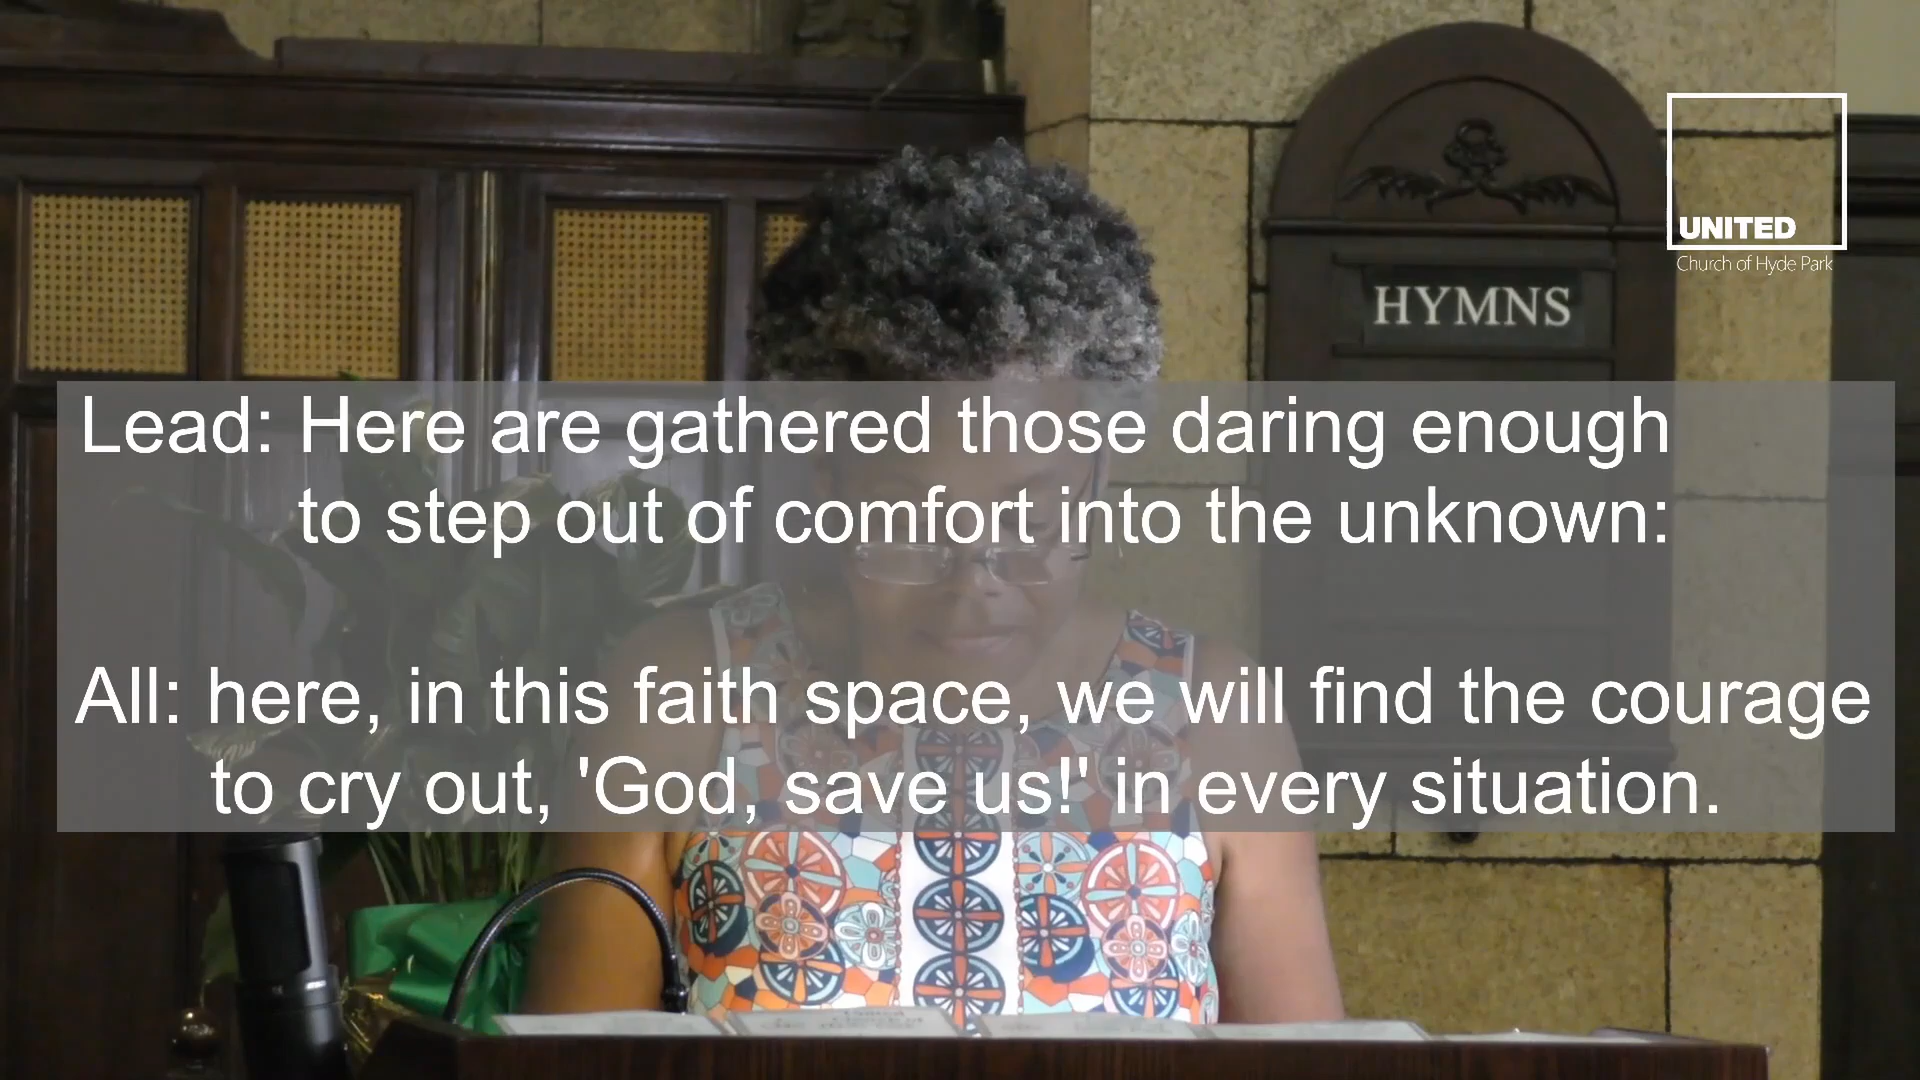 UNITED
Church of Hyde Park
HYMNS
Lead: Here are gathered those daring enough
to step out of comfort into the unknown:
All: here, in this faith space, we will find the courage
to cry out, 'God, save us!' in every situation.